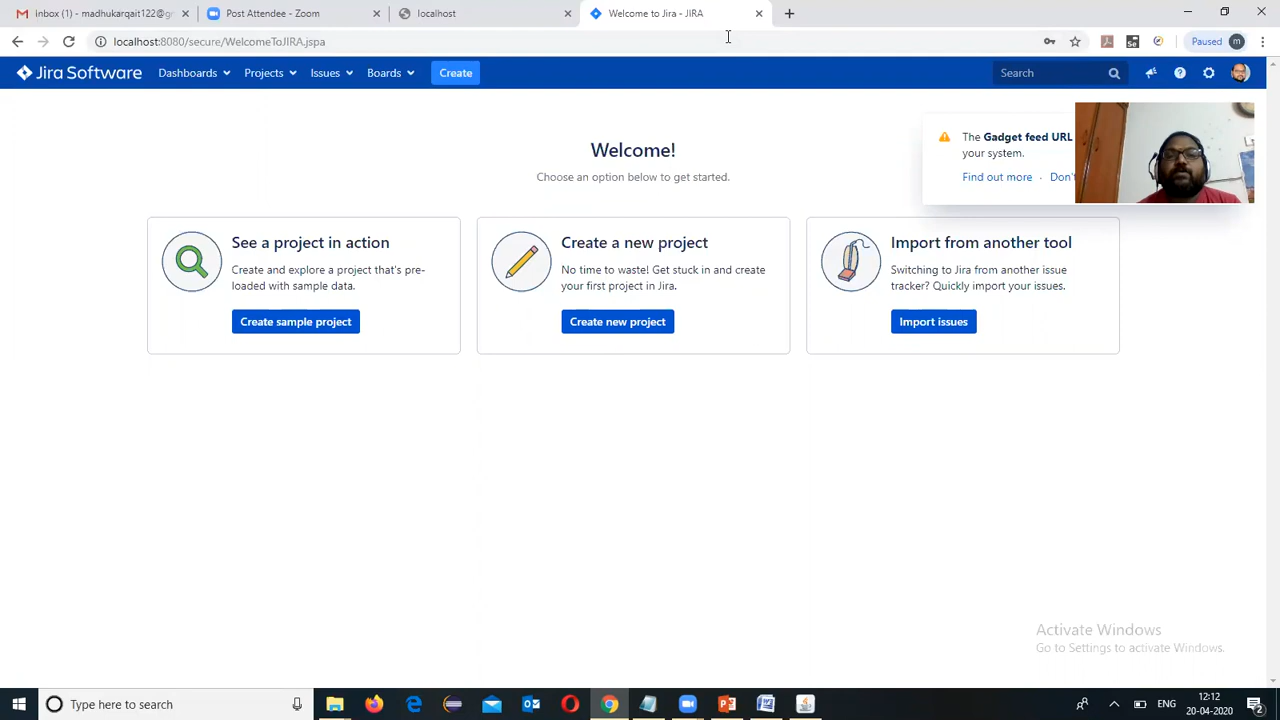 Inbox (1) - madhukarqait122@gm
Post Attendee - Zoom
localhost
Welcome to Jira - JIRA
localhost:8080/secure/WelcomeToJIRA.jspa
Se
Paused
m
Jira Software
Dashboards
Projects
Issues
Boards
Create
Search
Welcome!
Choose an option below to get started.
The Gadget feed URL
your system.
Find out more · Don't
See a project in action
Create and explore a project that's pre-
loaded with sample data.
Create sample project
Create a new project
No time to waste! Get stuck in and create
your first project in Jira.
Create new project
Import from another tool
Switching to Jira from another issue
tracker? Quickly import your issues.
Import issues
Activate Windows
Go to Settings to activate Windows.
Type here to search
ENG
12:12
20-04-2020
2